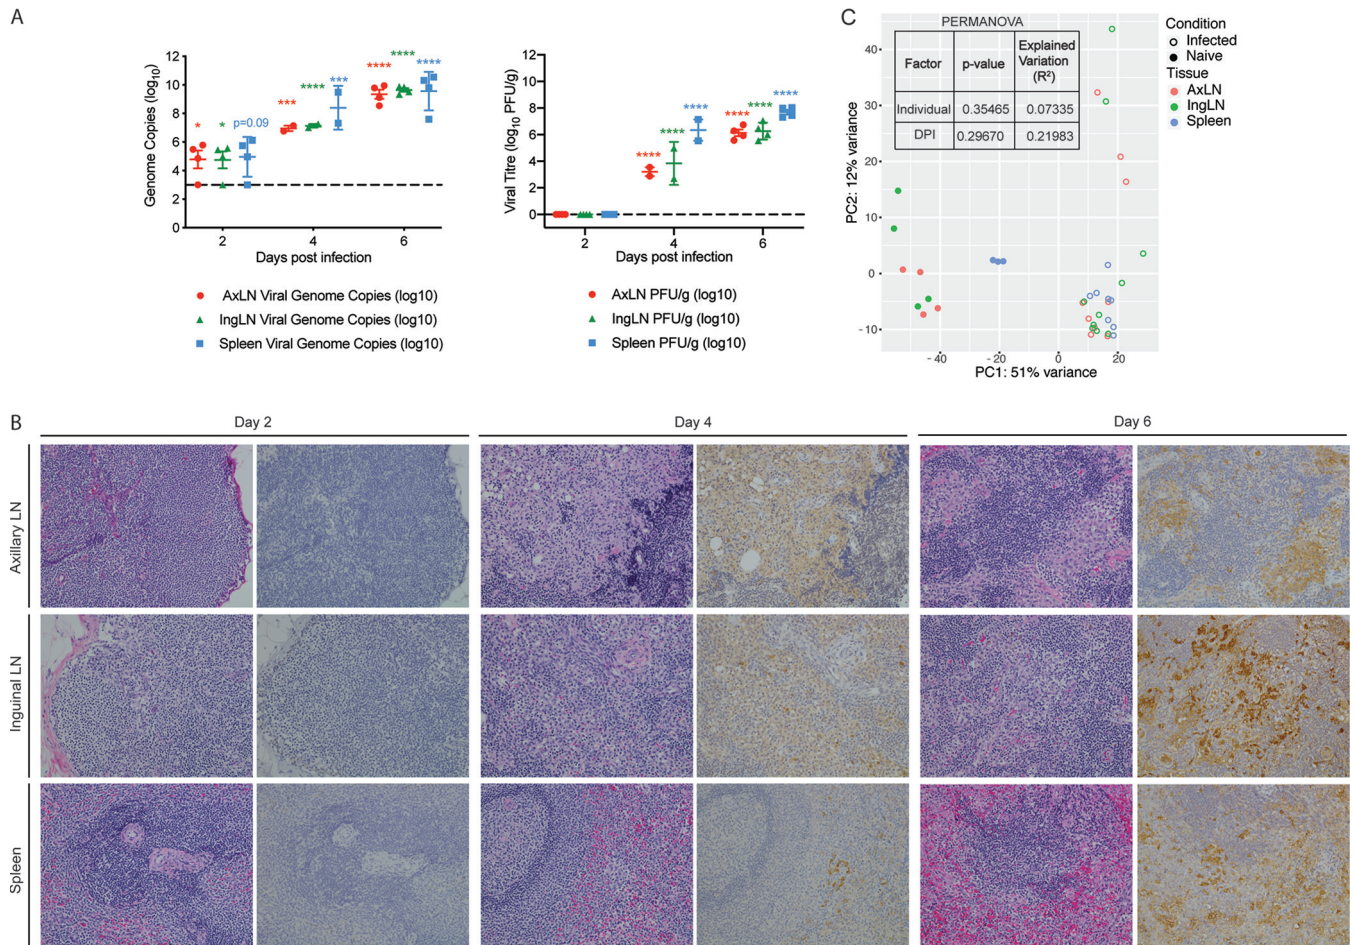 A
Genome Copies (log10)
12
10
8
6
4
2
0
* * p=0.09
*** **** ***
**** **** ****
2 4 6
Days post infection
AxLN Viral Genome Copies (log10)
IngLN Viral Genome Copies (log10)
Spleen Viral Genome Copies (log10)
Viral Titre (log10 PFU/g)
12
10
8
6
4
2
0
**** **** ****
**** **** ****
2 4 6
Days post infection
AxLN PFU/g (log10)
IngLN PFU/g (log10)
Spleen PFU/g (log10)
C
PERMANOVA
Factor p-value Explained Variation (R²)
Individual 0.35465 0.07335
DPI 0.29670 0.21983
PC2: 12% variance
40
30
20
10
0
-10
-40 -20 0 20
PC1: 51% variance
Condition
Infected
Naive
Tissue
AxLN
IngLN
Spleen
B
Day 2 Day 4 Day 6
Axillary LN
Inguinal LN
Spleen